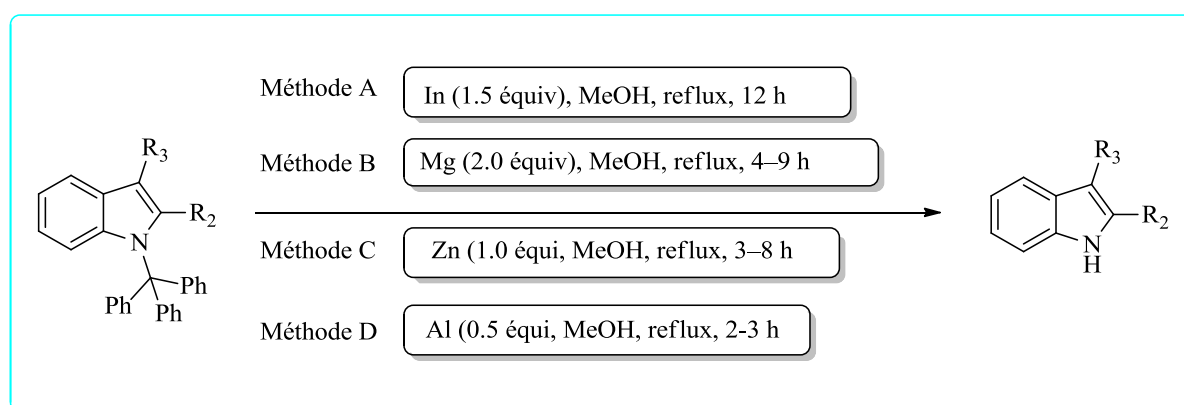 Méthode A
In (1.5 équiv), MeOH, reflux, 12 h
Méthode B
Mg (2.0 équiv), MeOH, reflux, 4–9 h
Méthode C
Zn (1.0 équi, MeOH, reflux, 3–8 h
Méthode D
Al (0.5 équi, MeOH, reflux, 2-3 h
R3
R2
N
Ph
Ph
Ph
R3
R2
N
H